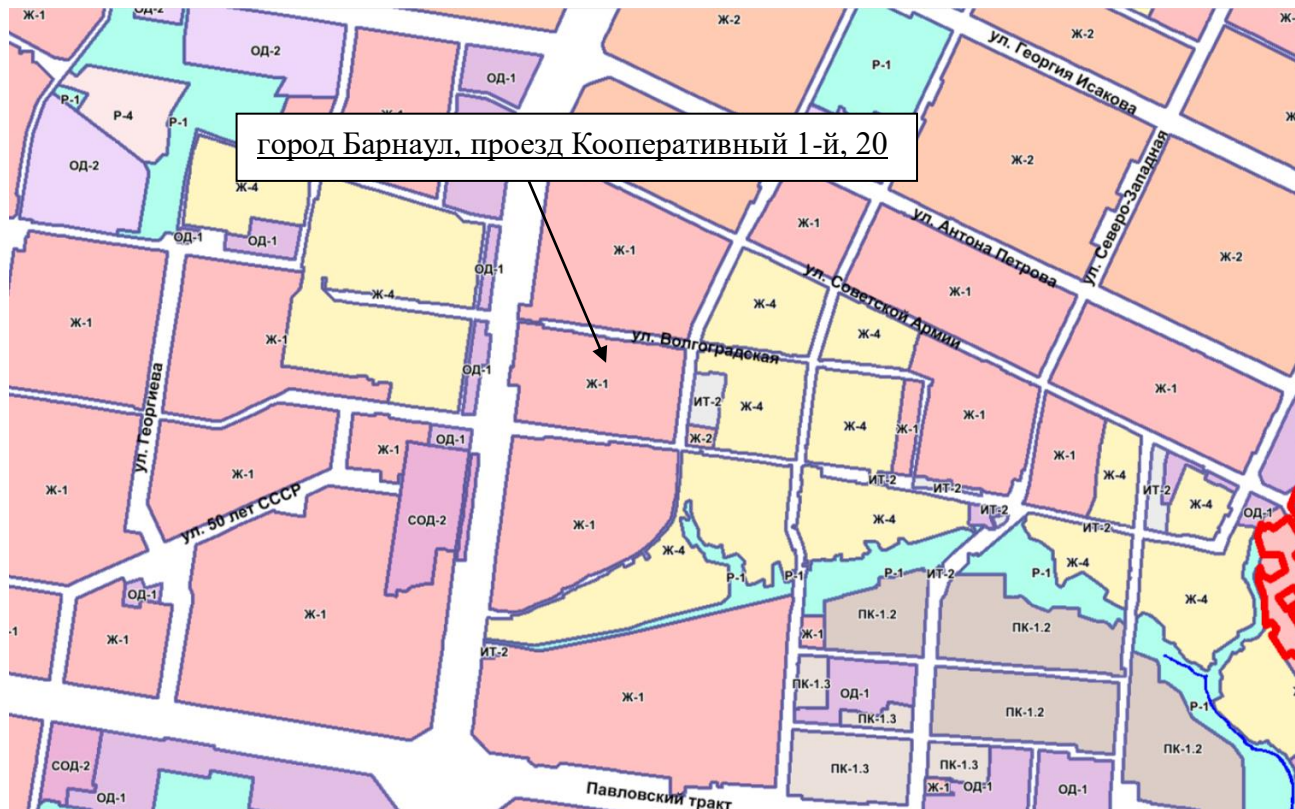 Ж-1
Ж-2
Ж-2
Ж-
ОД-2
ОД-1
Р-1
ул. Георгия Исакова
Р-1
Р-4
Р-1
Ж-1
город Барнаул, проезд Кооперативный 1-й, 20
Ж-2
ОД-2
Ж-4
ул. Северо-Западная
ОД-1
ОД-1
Ж-1
Ж-1
ул. Антона Петрова
Ж-2
ОД-1
Ж-4
ул. Советской Армии
Ж-1
Ж-4
Ж-4
Ж-1
Ж-1
ул. Волгоградская
ОД-1
Ж-1
Ж-1
ИТ-2
Ж-4
Ж-4
Ж-1
Ж-1
ул. Георгиева
ОД-1
Ж-1
Ж-2
Ж-1
Ж-1
Ж-1
ИТ-2
ИТ-2
ИТ-2
Ж-4
ул. 50 лет СССР
СОД-2
Ж-1
Ж-4
ИТ-2
ИТ-2
ОД-1
Ж-4
Р-1
Р-1
Р-1
ИТ-2
Р-1
Ж-4
Ж-4
ОД-1
-1
Ж-1
Ж-1
ПК-1.2
ПК-1.2
Ж-1
ИТ-2
Ж-1
ПК-1.3
ОД-1
ПК-1.3
ПК-1.2
Р-1
ПК-1.2
СОД-2
ОД-1
Павловский тракт
ПК-1.3
ПК-1.3
Ж-1
ОД-1
ОД-1